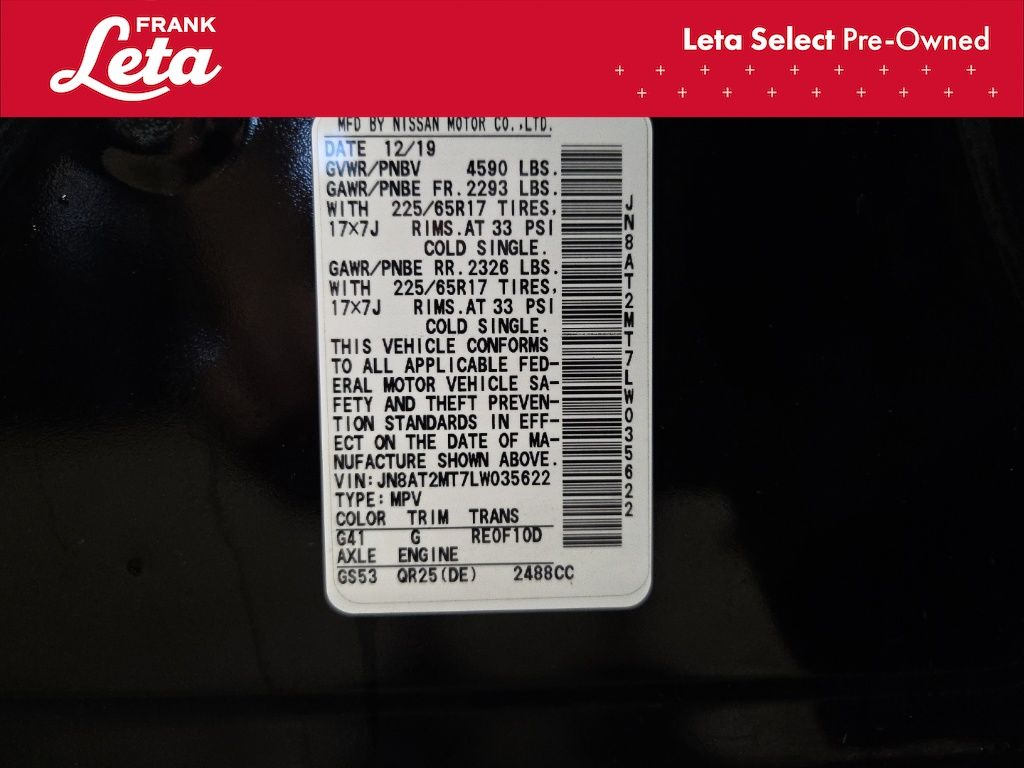 FRANK
Leta
Leta Select Pre-Owned
MFD BY NISSAN MOTOR CO.,LTD.
DATE 12/19
GVWR/PNBV 4590 LBS.
GAWR/PNBE FR. 2293 LBS.
WITH 225/65R17 TIRES,
17×7J RIMS. AT 33 PSI
COLD SINGLE.
GAWR/PNBE RR. 2326 LBS.
WITH 225/65R17 TIRES,
17×7J RIMS. AT 33 PSI
COLD SINGLE.
THIS VEHICLE CONFORMS
TO ALL APPLICABLE FED-
ERAL MOTOR VEHICLE SA-
FETY AND THEFT PREVEN-
TION STANDARDS IN EFF-
ECT ON THE DATE OF MA-
NUFACTURE SHOWN ABOVE.
VIN: JN8AT2MT7LW035622
TYPE: MPV
COLOR TRIM TRANS
G41 G RE0F10D
AXLE ENGINE
GS53 QR25(DE) 2488CC
JN8AT2MT7LW035622